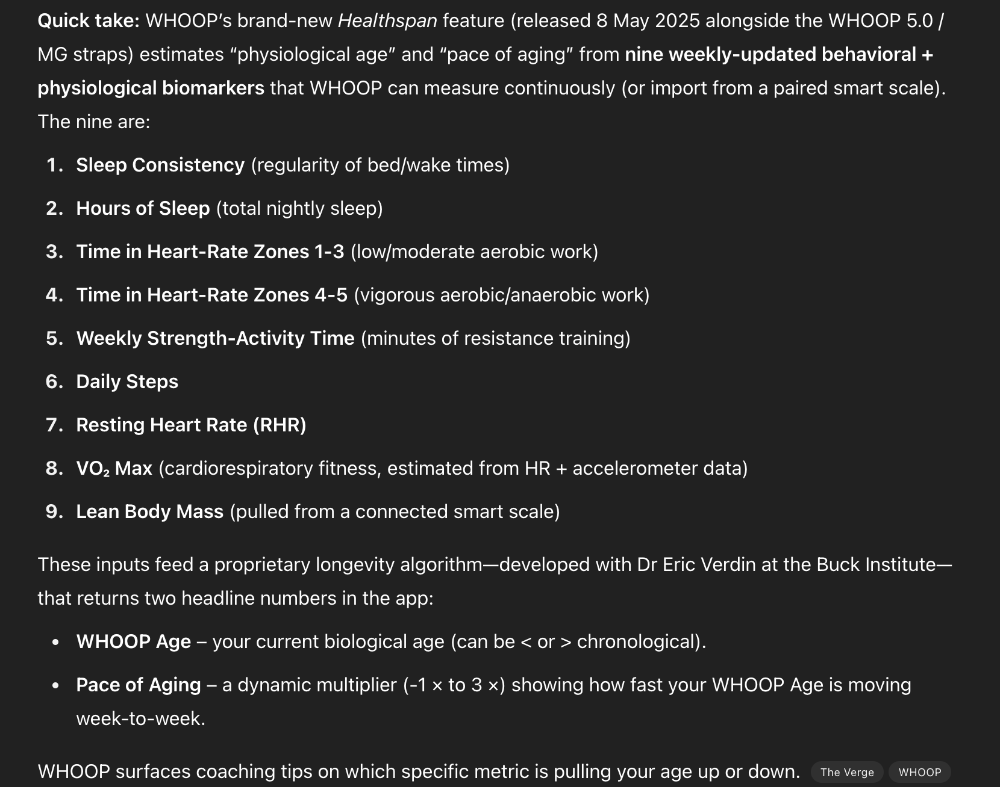 Quick take: WHOOP’s brand-new Healthspan feature (released 8 May 2025 alongside the WHOOP 5.0 /
MG straps) estimates “physiological age” and “pace of aging” from nine weekly-updated behavioral +
physiological biomarkers that WHOOP can measure continuously (or import from a paired smart scale).
The nine are:
1. Sleep Consistency (regularity of bed/wake times)
2. Hours of Sleep (total nightly sleep)
3. Time in Heart-Rate Zones 1-3 (low/moderate aerobic work)
4. Time in Heart-Rate Zones 4-5 (vigorous aerobic/anaerobic work)
5. Weekly Strength-Activity Time (minutes of resistance training)
6. Daily Steps
7. Resting Heart Rate (RHR)
8. VO₂ Max (cardiorespiratory fitness, estimated from HR + accelerometer data)
9. Lean Body Mass (pulled from a connected smart scale)
These inputs feed a proprietary longevity algorithm—developed with Dr Eric Verdin at the Buck Institute—
that returns two headline numbers in the app:
• WHOOP Age – your current biological age (can be < or > chronological).
• Pace of Aging – a dynamic multiplier (-1 × to 3 ×) showing how fast your WHOOP Age is moving
week-to-week.
WHOOP surfaces coaching tips on which specific metric is pulling your age up or down. The Verge WHOOP